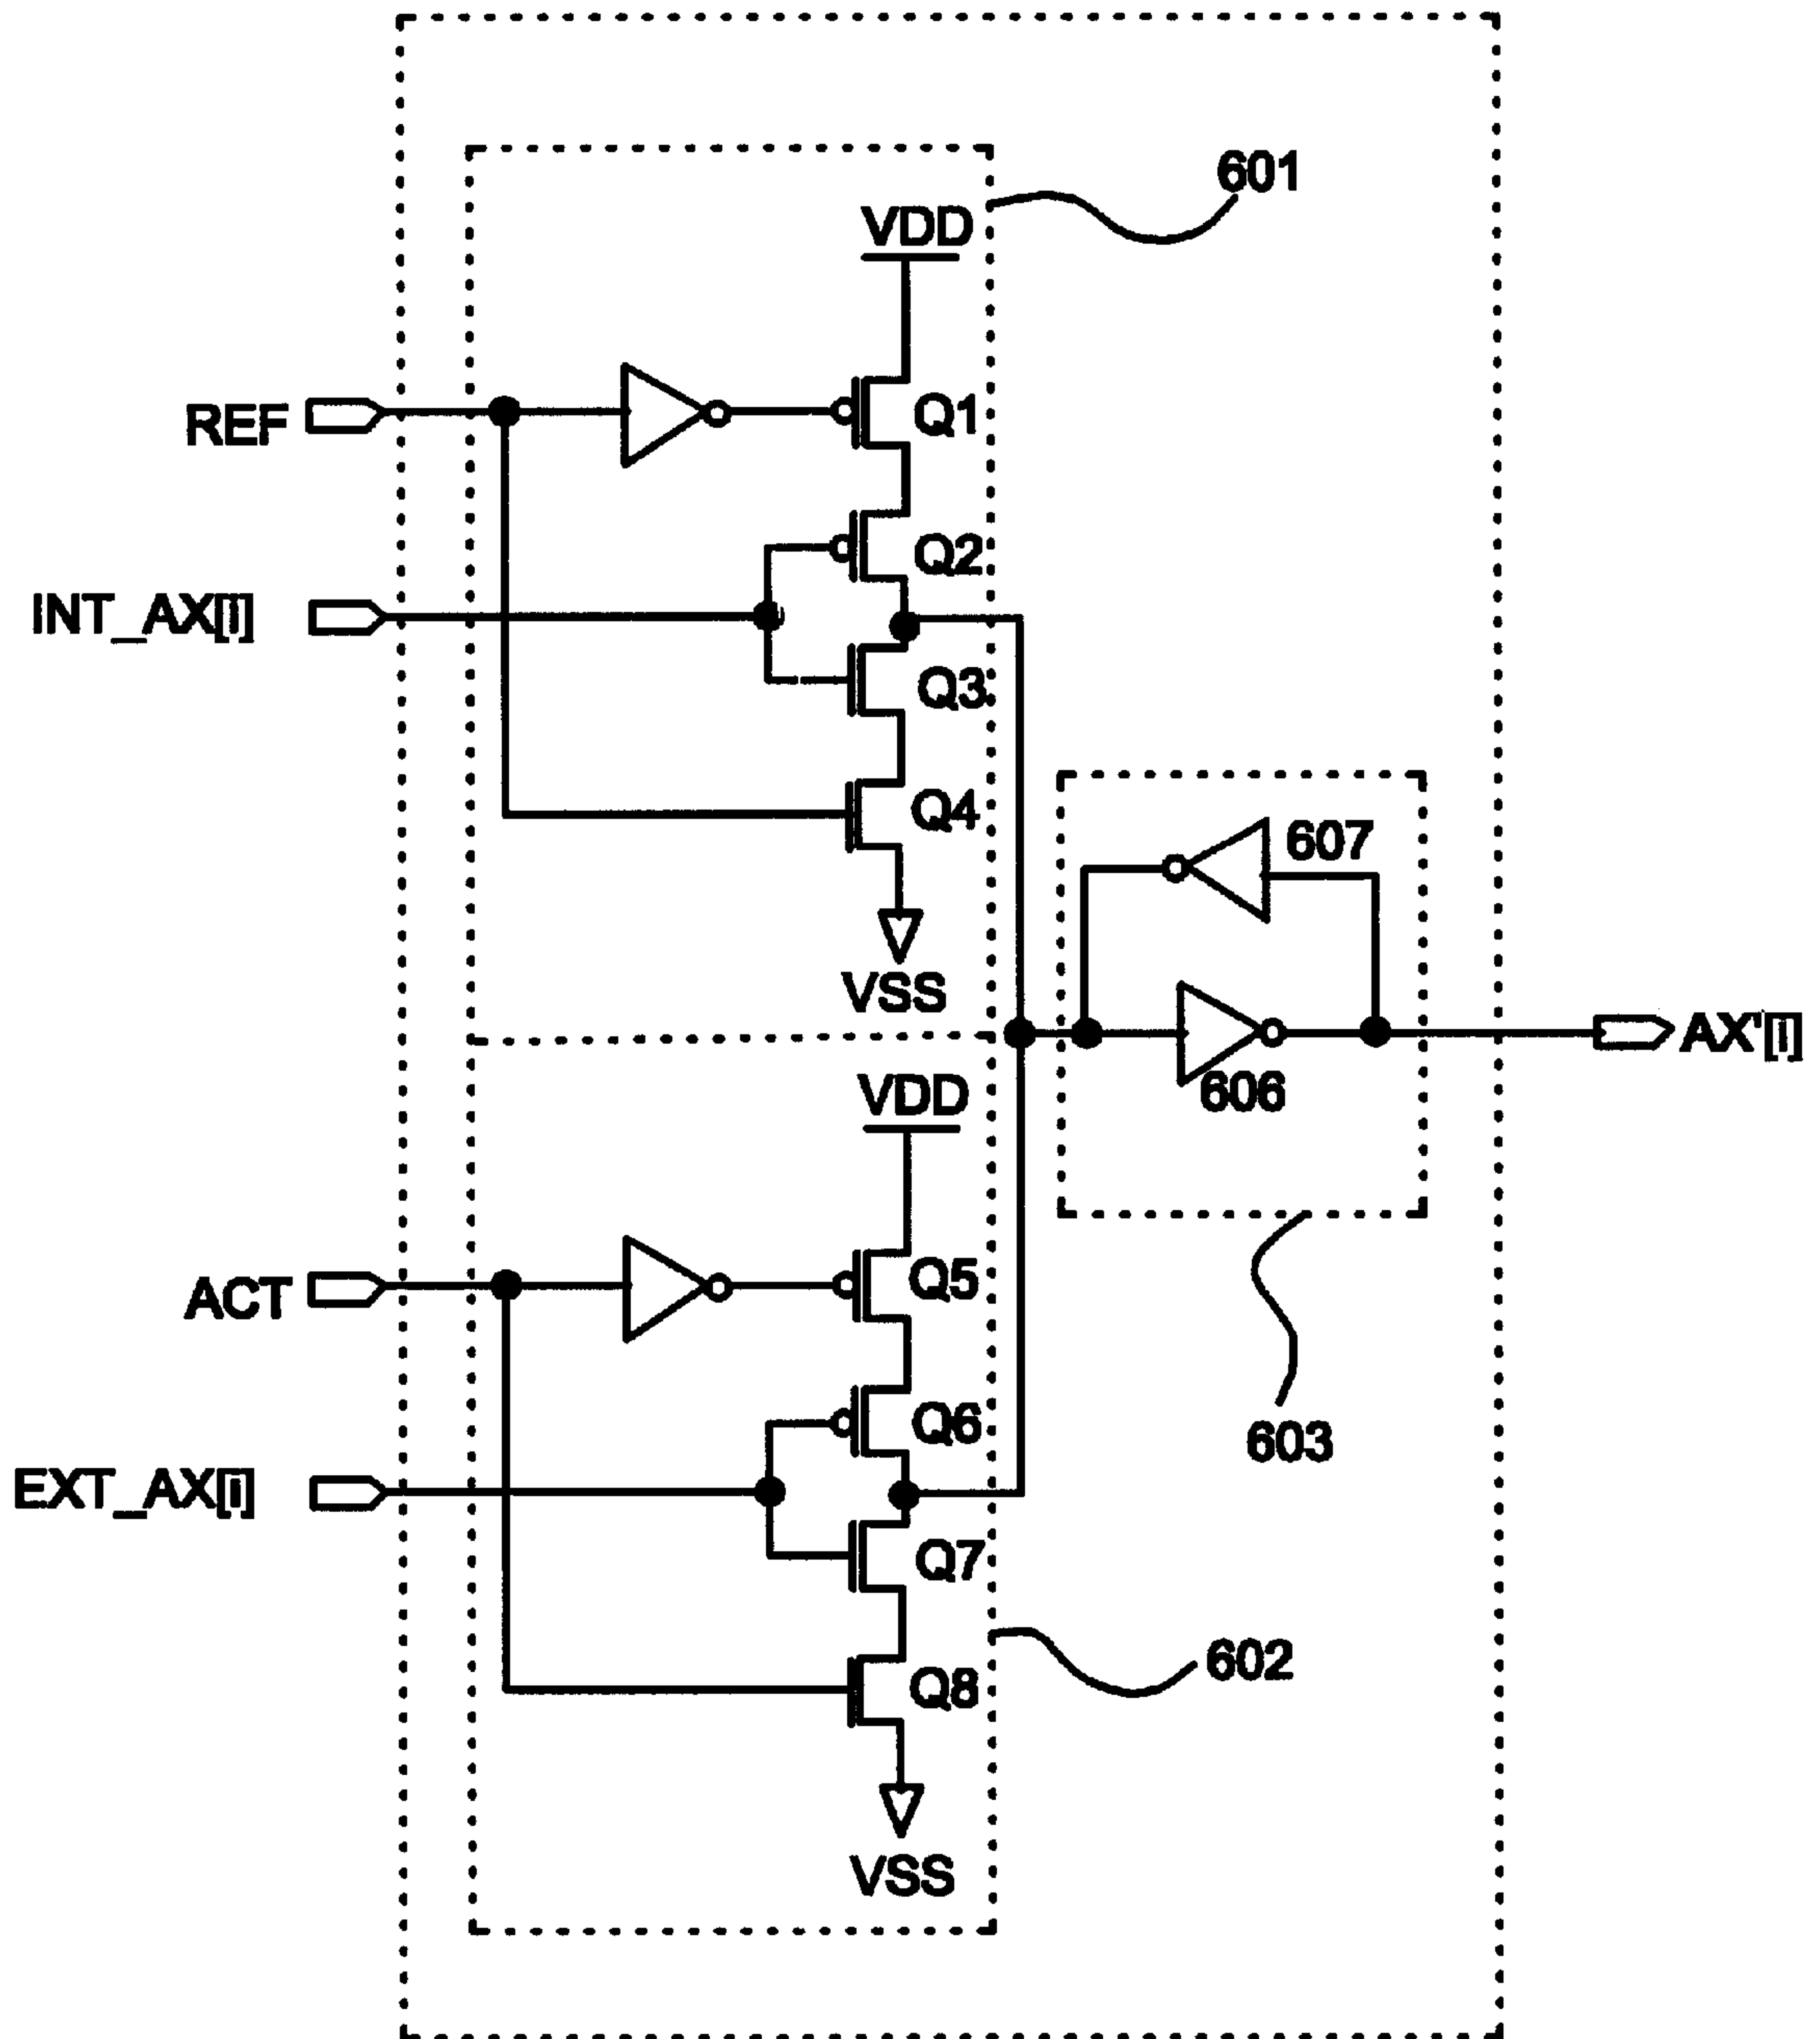 601
VDD
REF
Q1
Q2
INT_AX[i]
Q3
Q4
607
VSS
AX'[i]
VDD
606
ACT
Q5
Q6
603
EXT_AX[i]
Q7
602
Q8
VSS